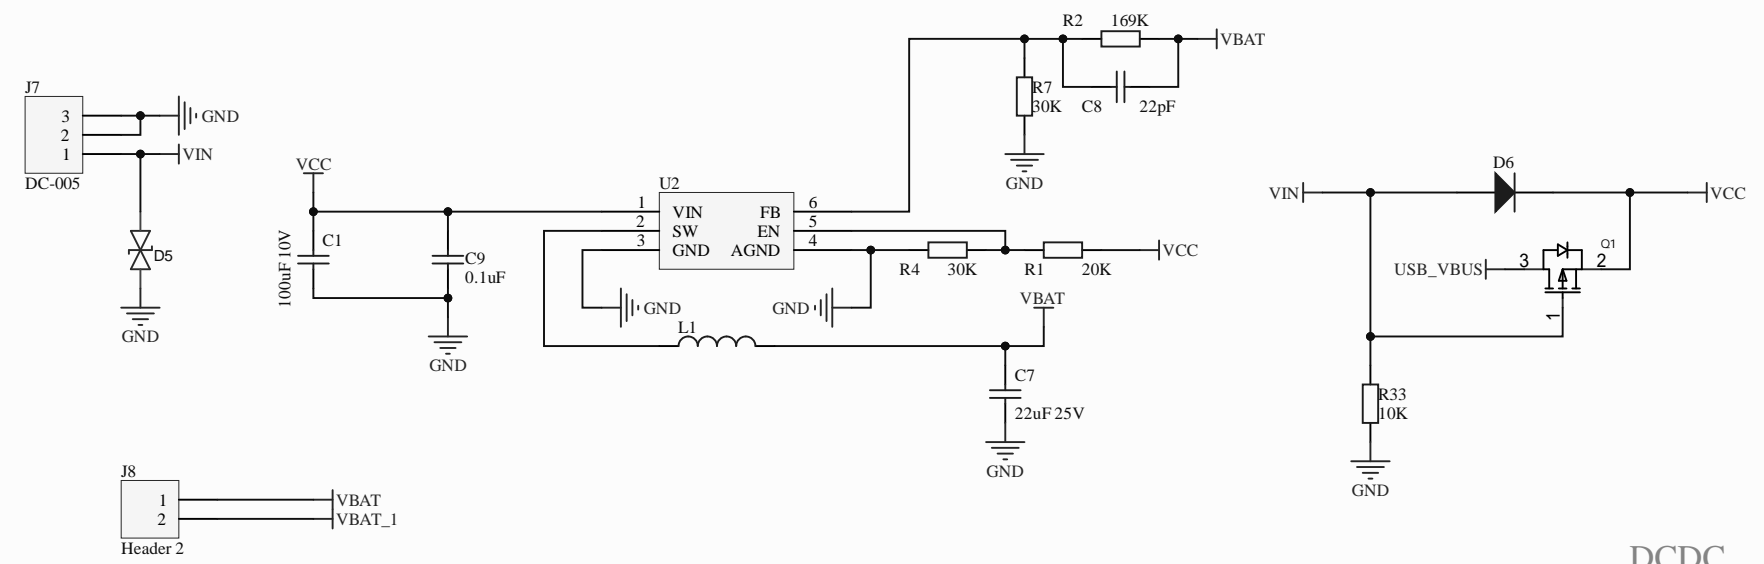 J7
3
2
1
DC-005
GND
VIN
D5
GND
VCC
C1
100uF 10V
C9
0.1uF
GND
U2
1
2
3
VIN
SW
GND
FB
EN
AGND
6
5
4
GND
GND
L1
R4
30K
R1
20K
VCC
VBAT
C7
22uF 25V
GND
R2
169K
VBAT
R7
30K
C8
22pF
GND
VIN
D6
VCC
Q1
USB_VBUS
3
2
1
R33
10K
GND
J8
1
2
Header 2
VBAT
VBAT_1
DCDC